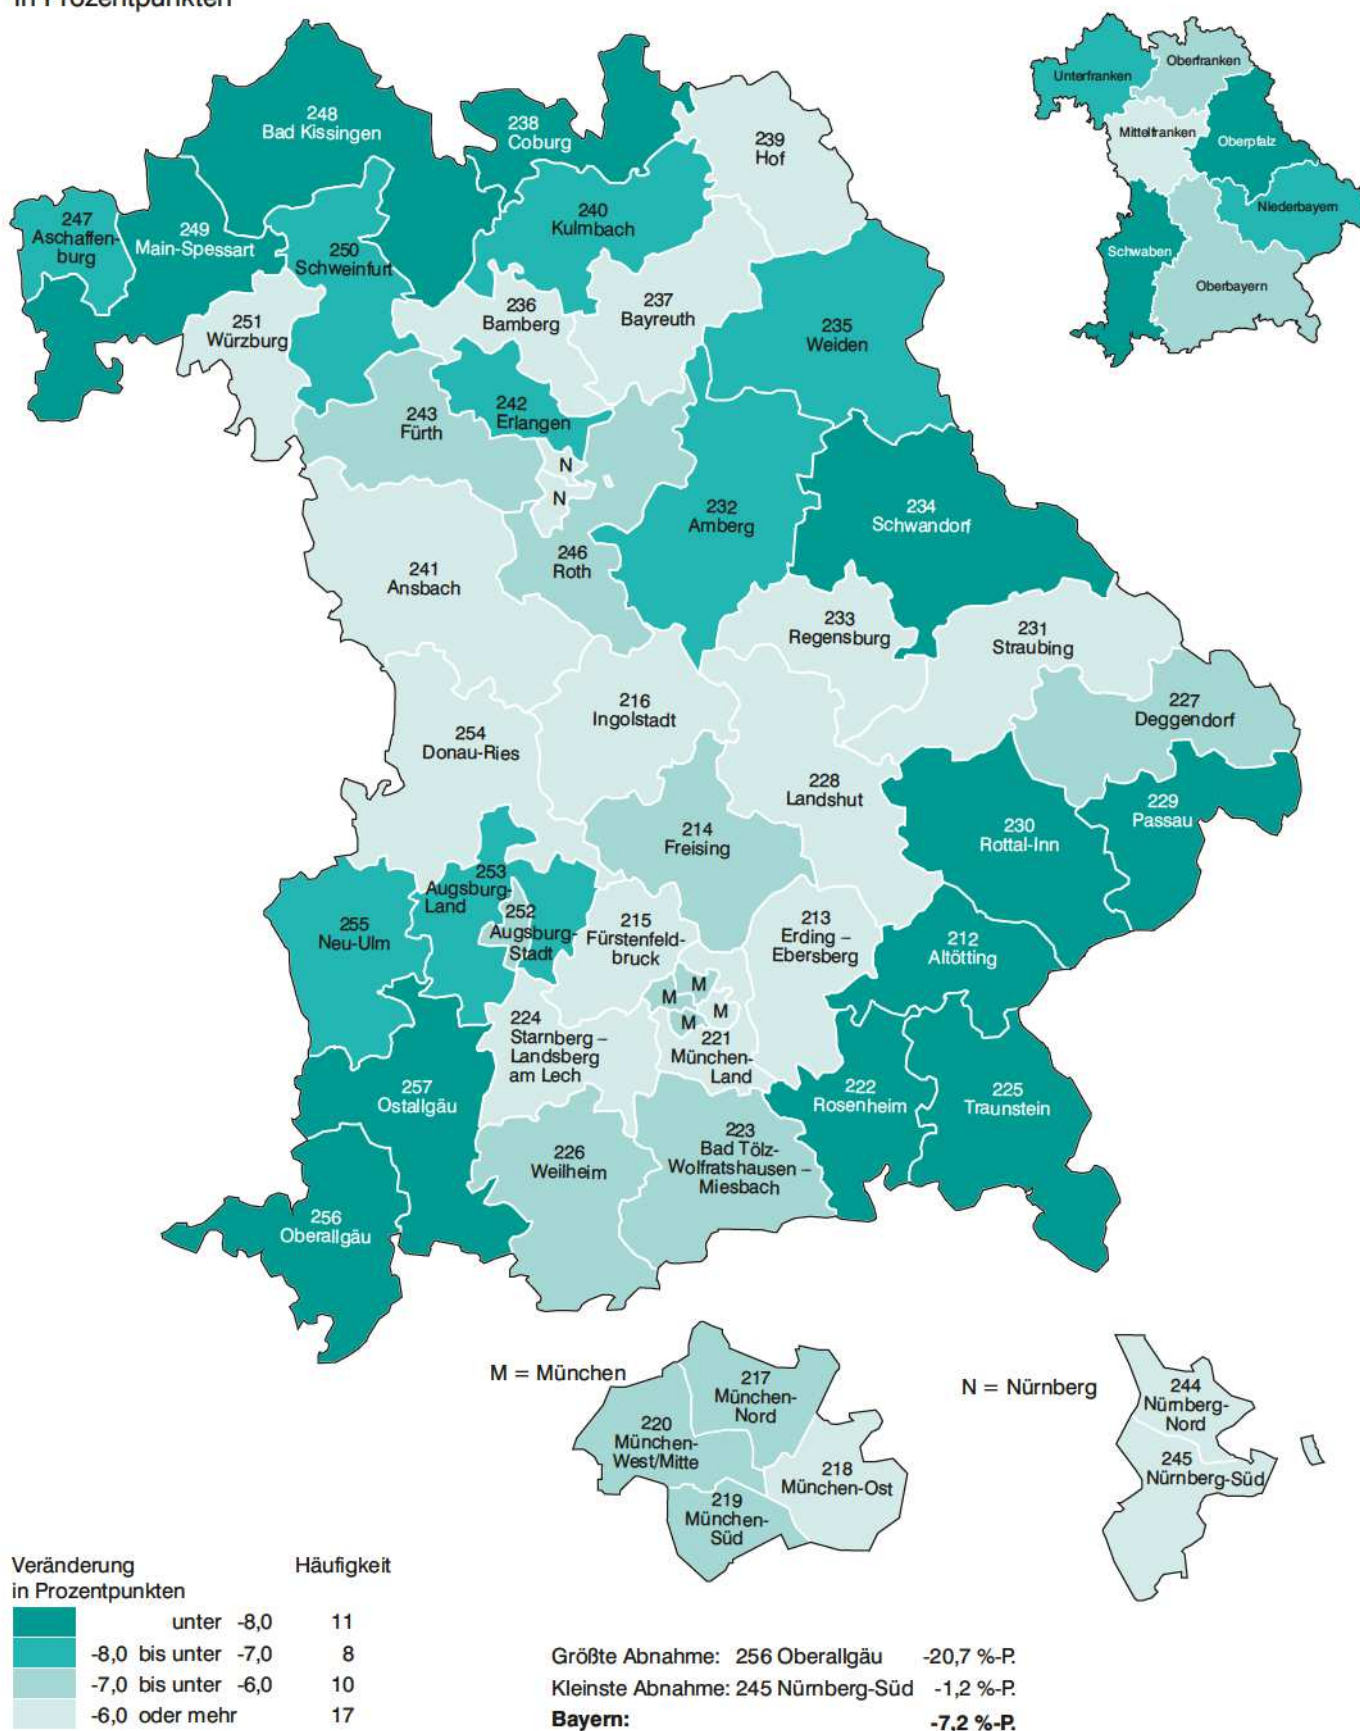 in Prozentpunkten
Unterfranken
Oberfranken
Mittelfranken
Oberpfalz
Niederbayern
Schwaben
Oberbayern
248
Bad Kissingen
238
Coburg
239
Hof
247
Aschaffen-
burg
249
Main-Spessart
240
Kulmbach
250
Schweinfurt
251
Würzburg
236
Bamberg
237
Bayreuth
235
Weiden
243
Fürth
242
Erlangen
N
N
232
Amberg
234
Schwandorf
246
Roth
241
Ansbach
233
Regensburg
231
Straubing
216
Ingolstadt
227
Deggendorf
254
Donau-Ries
228
Landshut
229
Passau
214
Freising
230
Rottal-Inn
253
Augsburg-
Land
252
Augsburg-
Stadt
255
Neu-Ulm
215
Fürstenfeld-
bruck
213
Erding –
Ebersberg
212
Altötting
M
M
M
M
224
Starnberg –
Landsberg
am Lech
221
München-
Land
257
Ostallgäu
222
Rosenheim
225
Traunstein
226
Weilheim
223
Bad Tölz-
Wolfratshausen –
Miesbach
256
Oberallgäu
M = München
217
München-
Nord
220
München-
West/Mitte
218
München-Ost
219
München-
Süd
N = Nürnberg
244
Nürnberg-
Nord
245
Nürnberg-Süd
Veränderung Häufigkeit
in Prozentpunkten
unter -8,0 11
-8,0 bis unter -7,0 8
-7,0 bis unter -6,0 10
-6,0 oder mehr 17
Größte Abnahme: 256 Oberallgäu -20,7 %-P.
Kleinste Abnahme: 245 Nürnberg-Süd -1,2 %-P.
Bayern: -7,2 %-P.